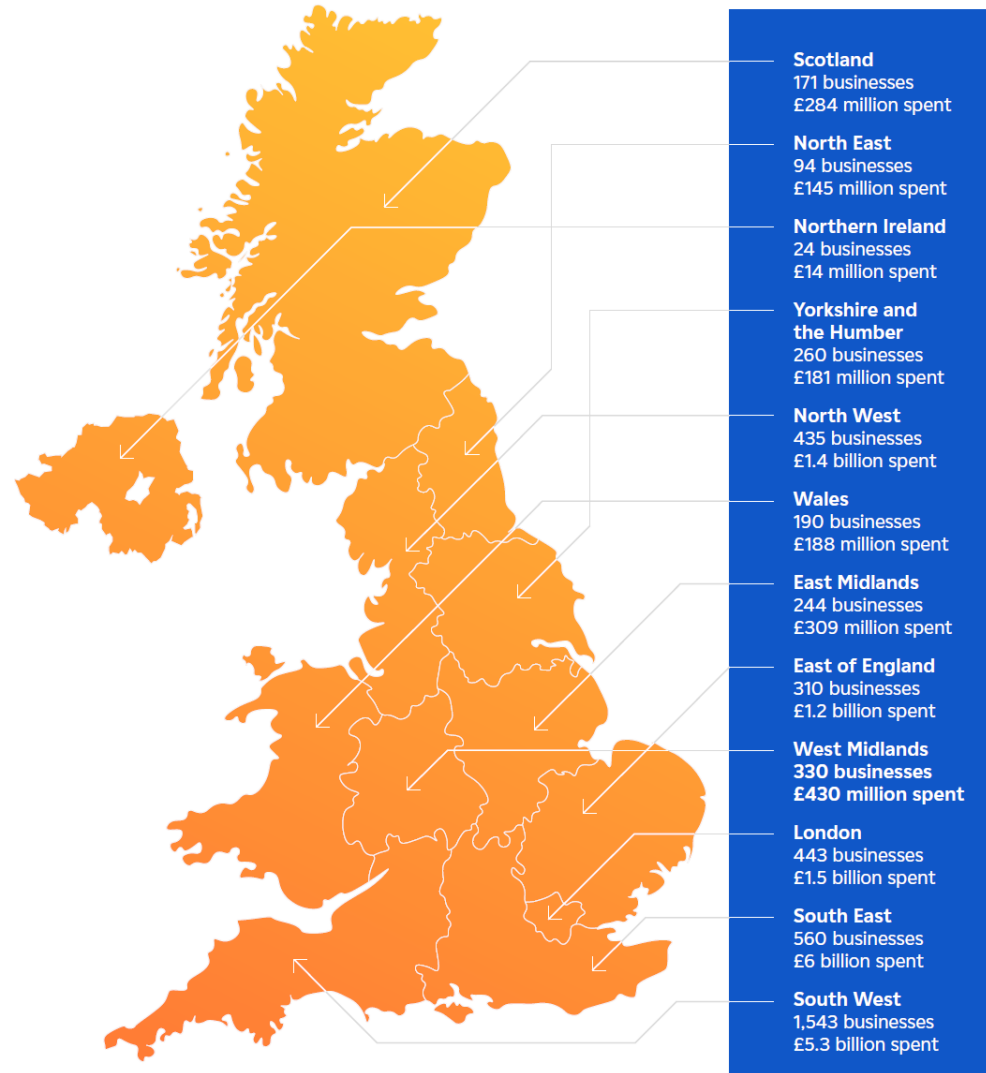 Scotland
171 businesses
£284 million spent
North East
94 businesses
£145 million spent
Northern Ireland
24 businesses
£14 million spent
Yorkshire and
the Humber
260 businesses
£181 million spent
North West
435 businesses
£1.4 billion spent
Wales
190 businesses
£188 million spent
East Midlands
244 businesses
£309 million spent
East of England
310 businesses
£1.2 billion spent
West Midlands
330 businesses
£430 million spent
London
443 businesses
£1.5 billion spent
South East
560 businesses
£6 billion spent
South West
1,543 businesses
£5.3 billion spent